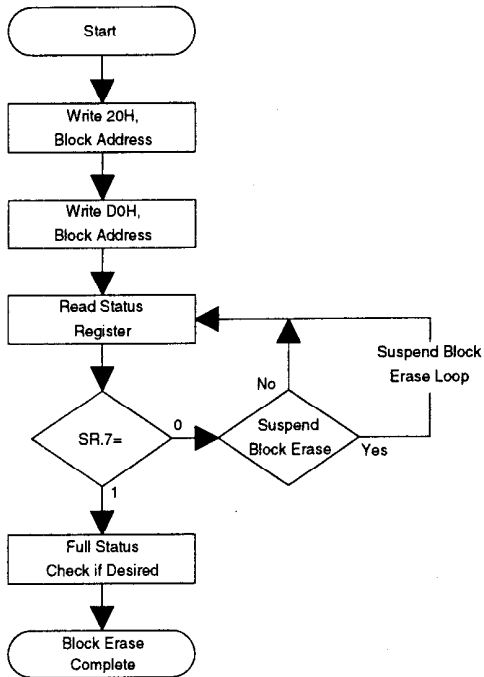 Start
Write 20H,
Block Address
Write D0H,
Block Address
Read Status
Register
Suspend Block
Erase Loop
No
SR.7=
0
Suspend
Block Erase
Yes
1
Full Status
Check if Desired
Block Erase
Complete